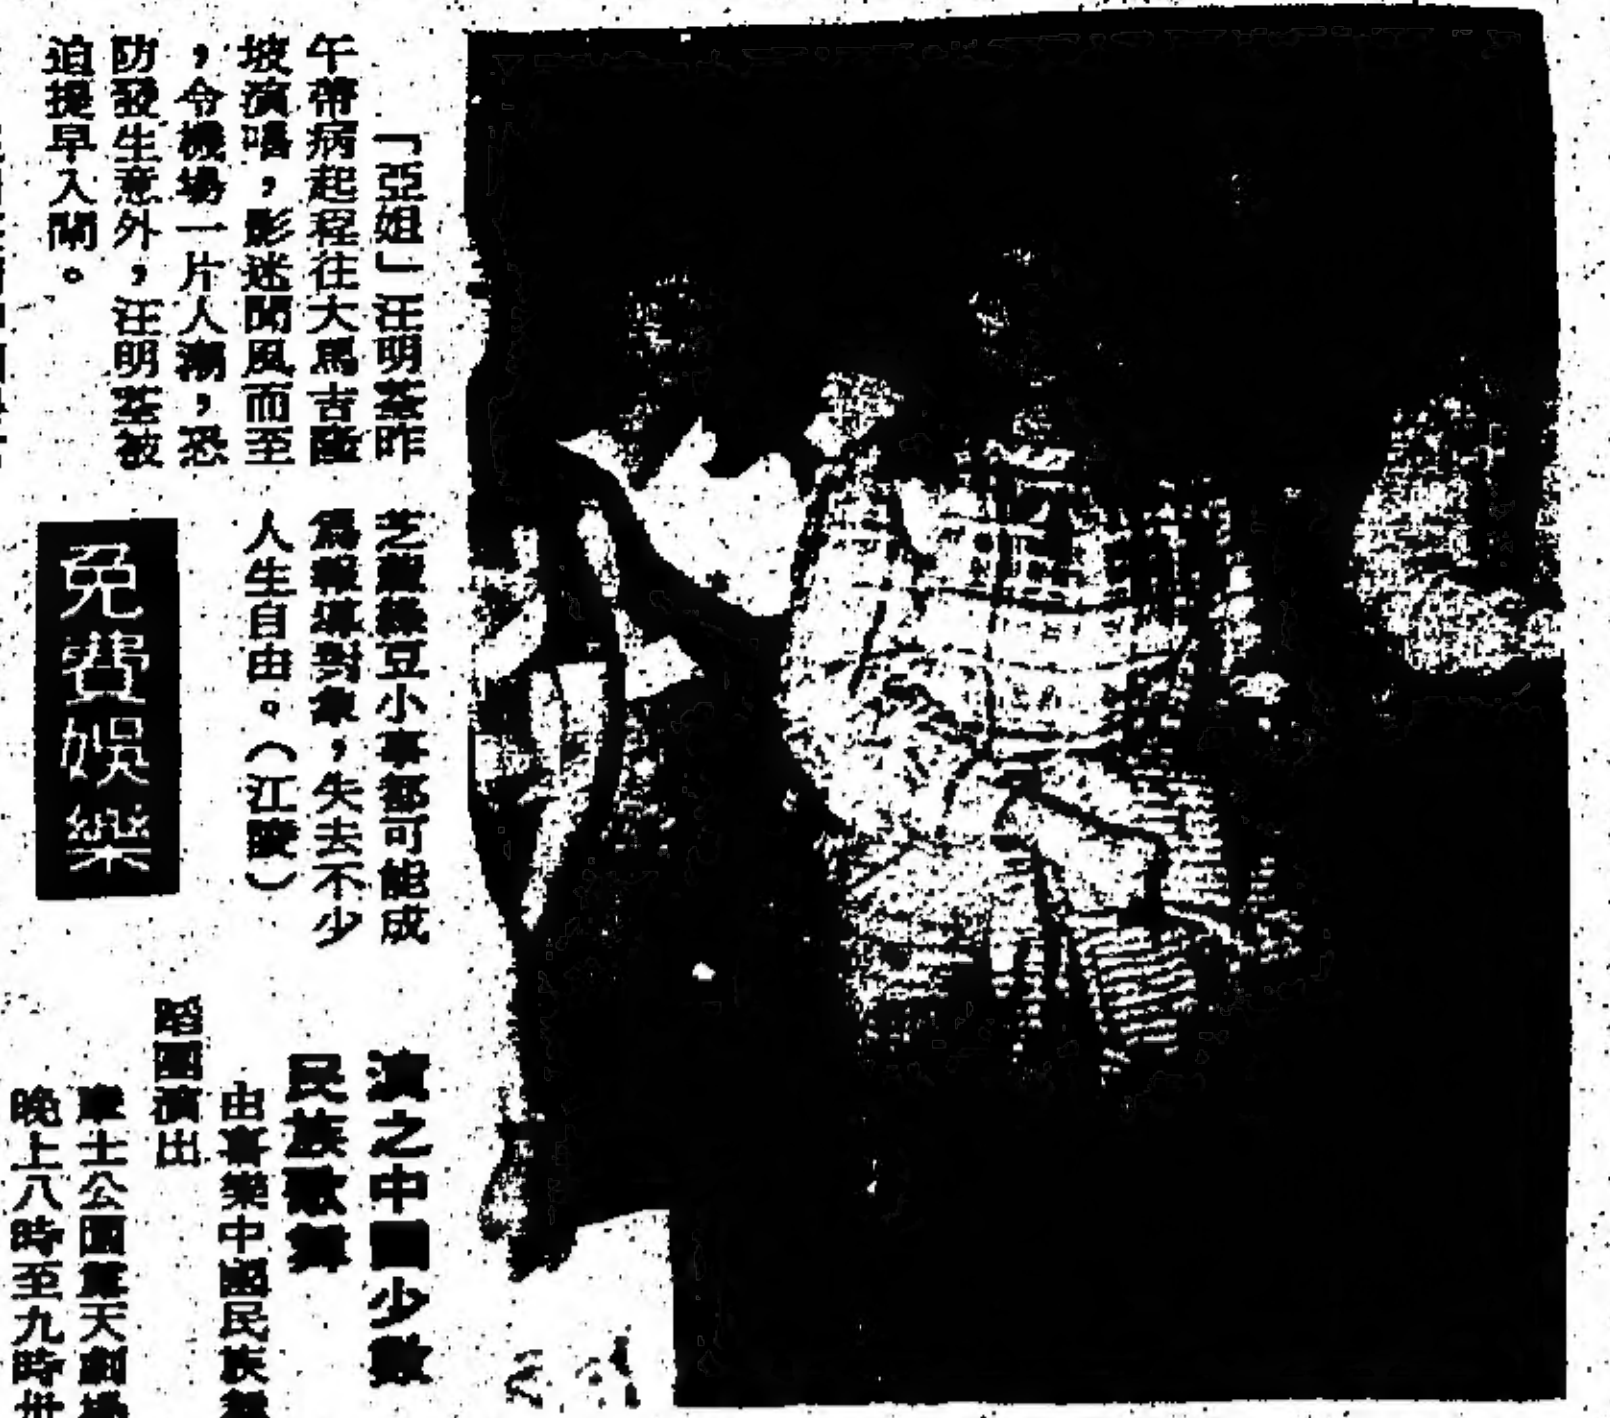 「亞姐」汪明荃昨
午帶病起程往大馬吉隆
坡演唱，影迷聞風而至
，令機場一片人潮，恐
防發生意外，汪明荃被
迫提早入閘。
芝蔴綠豆小事都可能成
爲報導對象，失去不少
人生自由。（江陵）
免費娛樂
演之中國少數
民族歌舞
由喜樂中國民族舞
蹈團演出
摩士公園露天劇場
晚上八時至九時卅